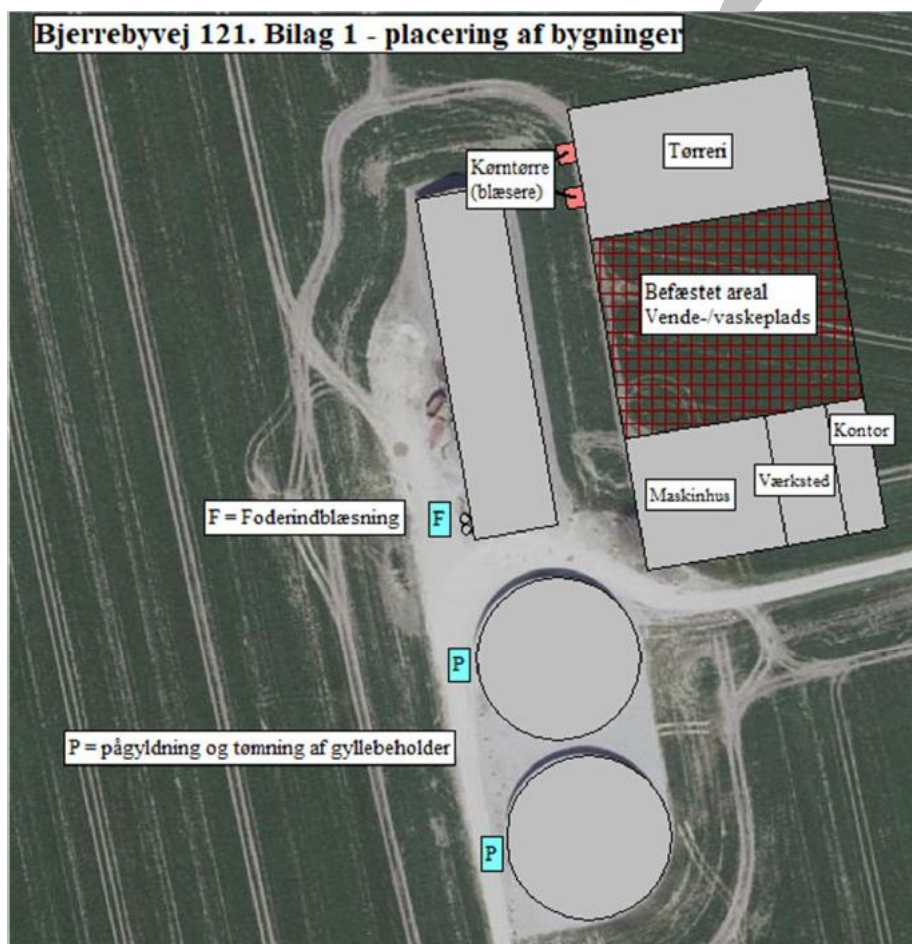 Bjerrebyvej 121. Bilag 1 - placering af bygninger
Tørreri
Kørntørre
(blæsere)
Befæstet areal
Vende-/vaskeplads
Kontor
Værksted
Maskinhus
F = Foderindblæsning
F
P
P = pågyldning og tømning af gyllebeholder
P